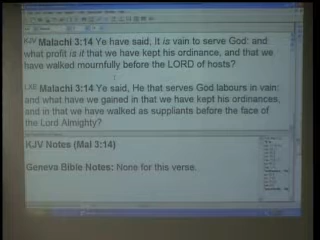 KJV Malachi 3:14 Ye have said, It is vain to serve God: and
what profit is it that we have kept his ordinance, and that we
have walked mournfully before the LORD of hosts?
Malachi 3:14 Ye say, He that serves God labours in vain:
and what have we gained in that we have kept his ordinances,
and in that we have walked as suppliants before the face of
the Lord Almighty?
KJV Notes (Mal 3:14)
Geneva Bible Notes: None for this verse.